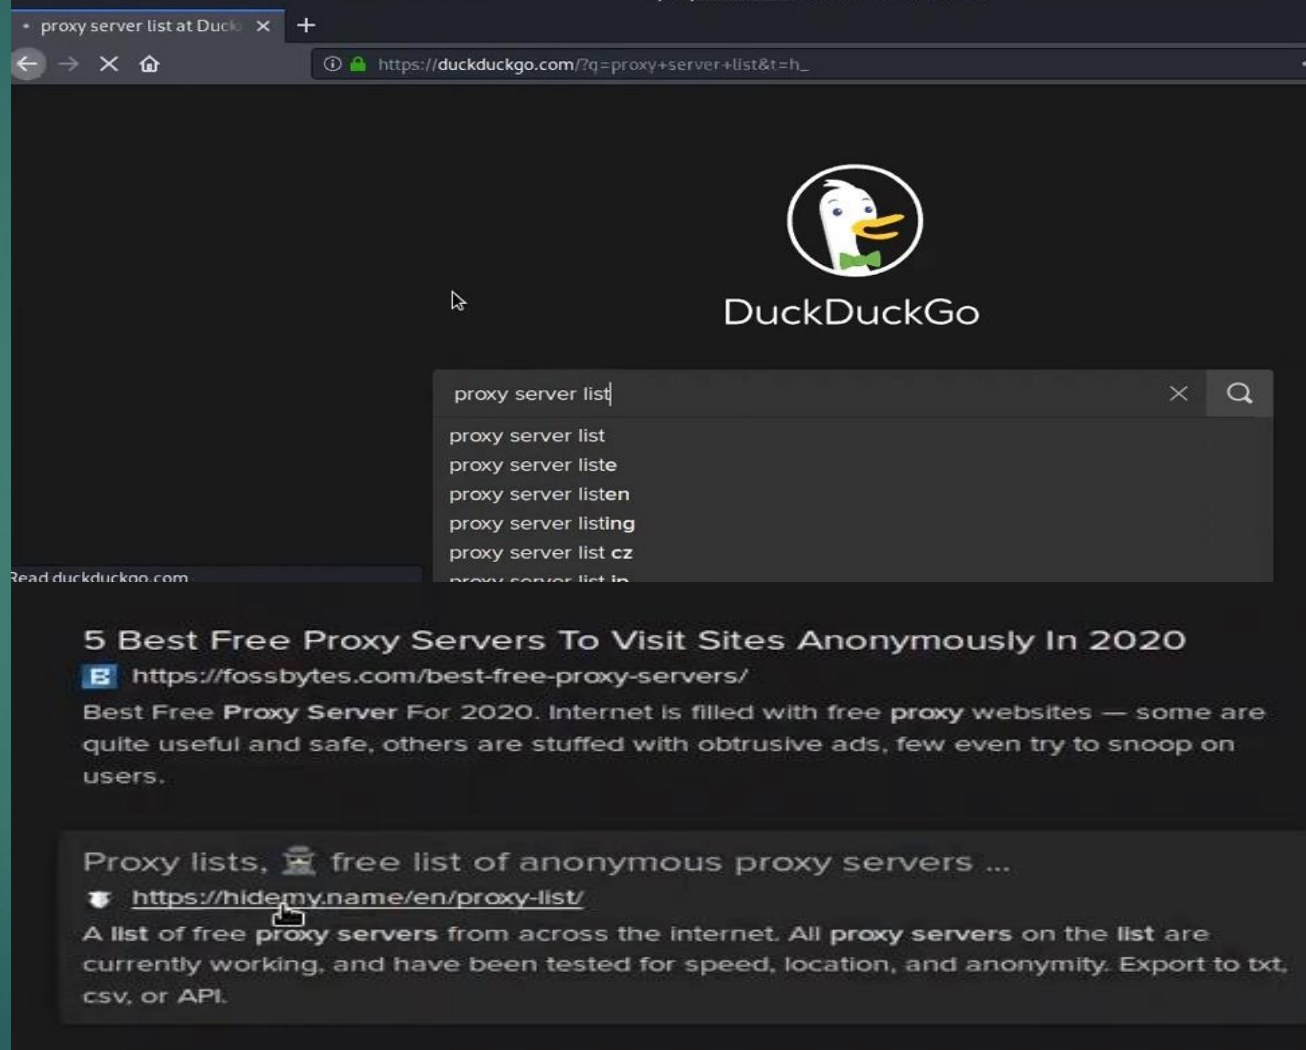 proxy server list at Duck
https://duckduckgo.com/?q=proxy+server+list&t=h_
DuckDuckGo
proxy server list
proxy server list
proxy server liste
proxy server listen
proxy server listing
proxy server list cz
proxy server list
Read duckduckgo.com
5 Best Free Proxy Servers To Visit Sites Anonymously In 2020
B https://fossbytes.com/best-free-proxy-servers/
Best Free Proxy Server For 2020. Internet is filled with free proxy websites — some are
quite useful and safe, others are stuffed with obtrusive ads, few even try to snoop on
users.
Proxy lists, free list of anonymous proxy servers ...
https://hidemy.name/en/proxy-list/
A list of free proxy servers from across the internet. All proxy servers on the list are
currently working, and have been tested for speed, location, and anonymity. Export to txt,
csv, or API.